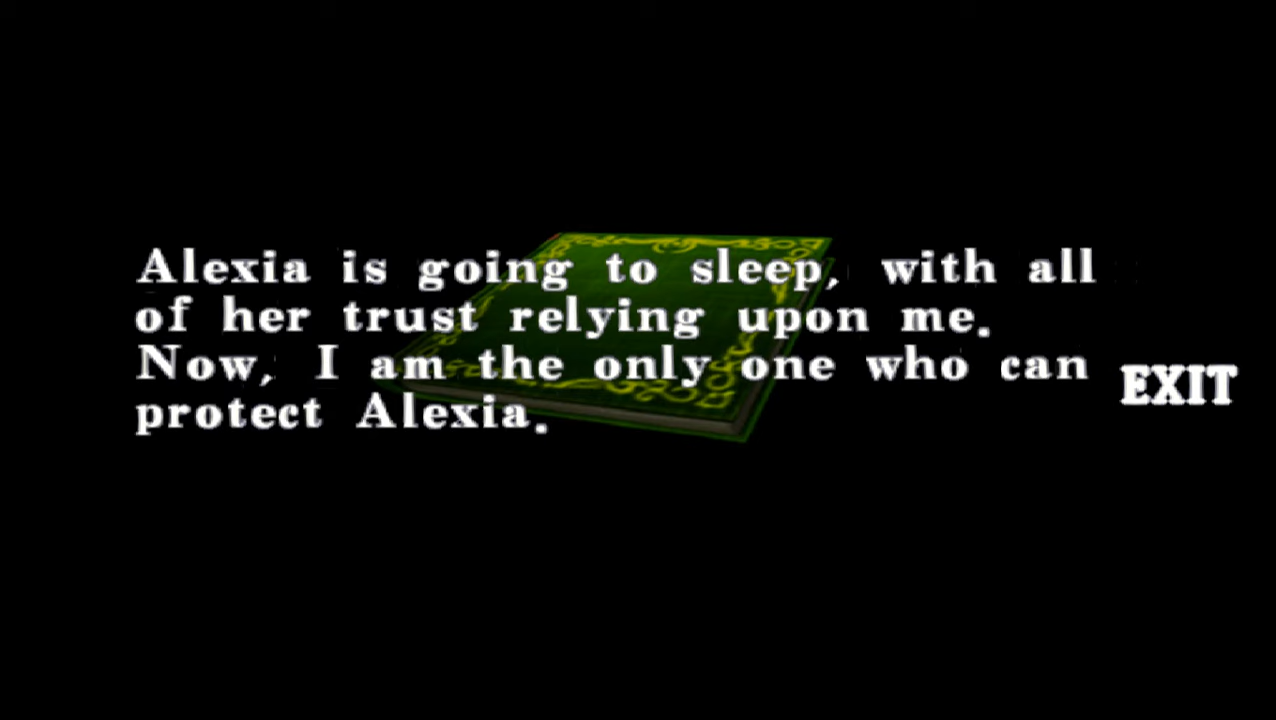 Alexia is going to sleep, with all
of her trust relying upon me.
Now, I am the only one who can
protect Alexia.
EXIT